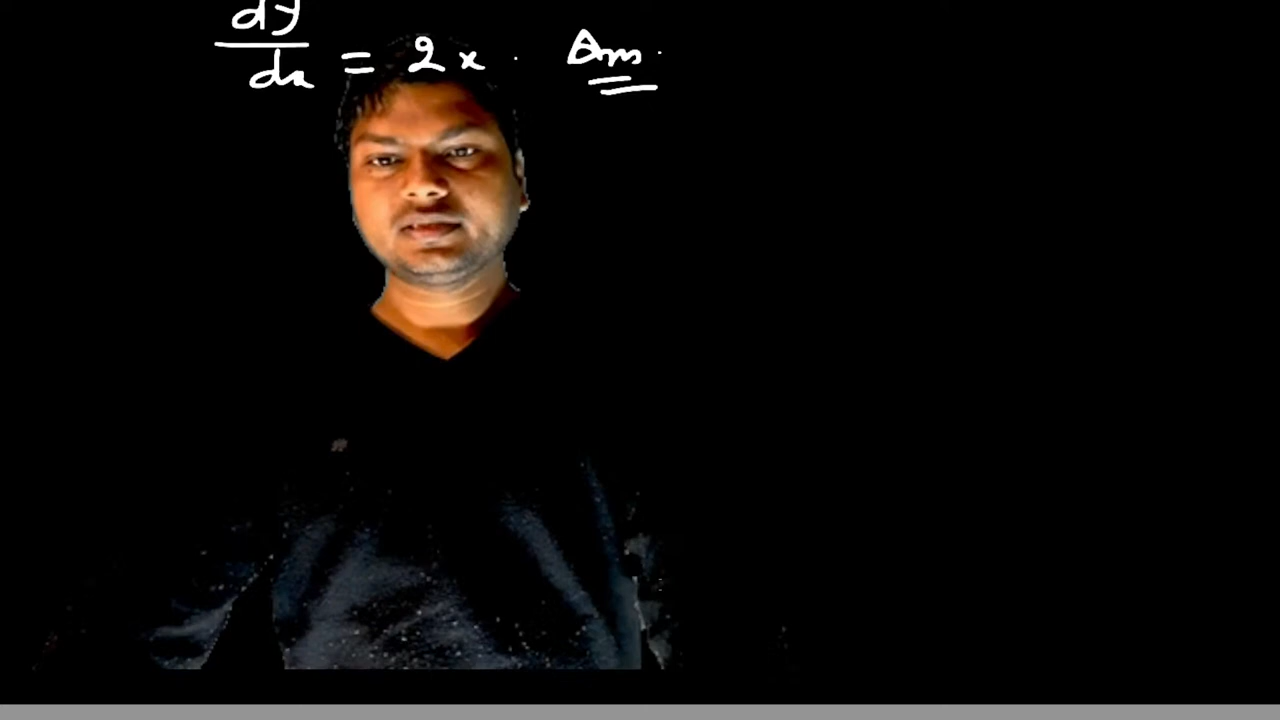 dy/dx = 2x. Ans.